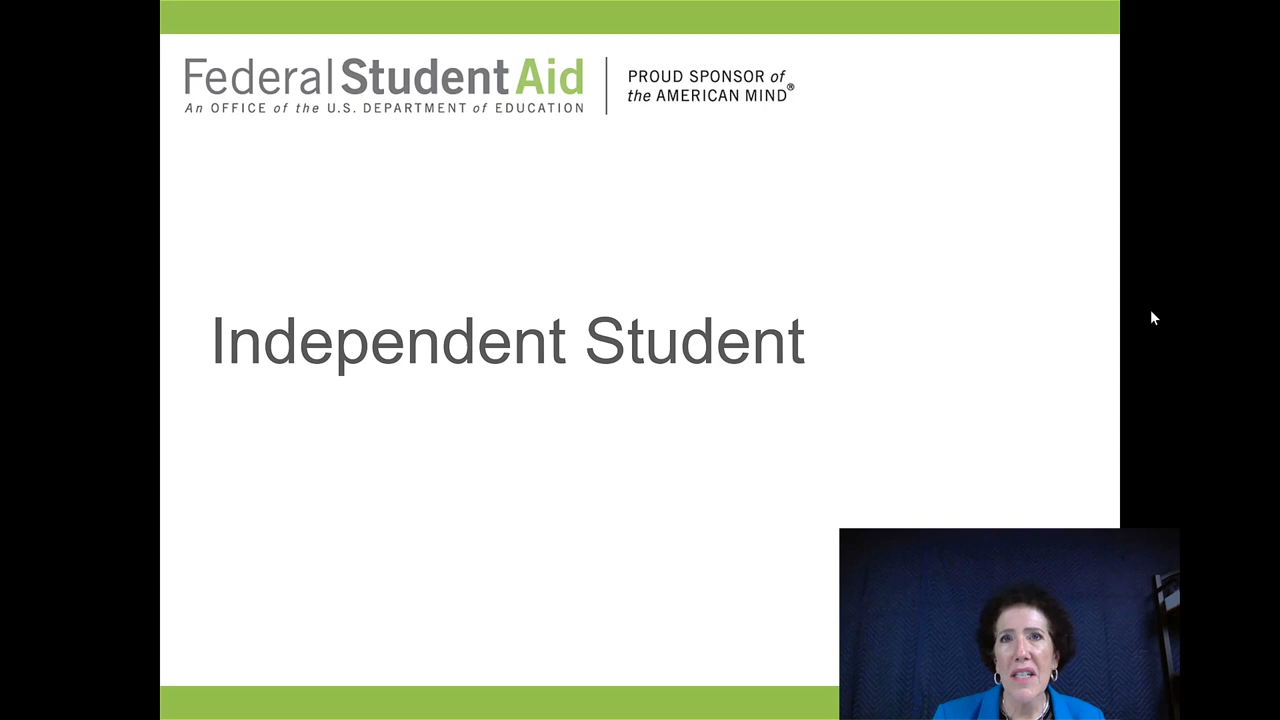 Federal Student Aid
An OFFICE of the U.S. DEPARTMENT of EDUCATION
PROUD SPONSOR of
the AMERICAN MIND®
Independent Student